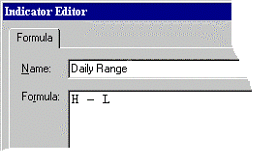 Indicator Editor
Formula
Name: Daily Range
Formula: H – L